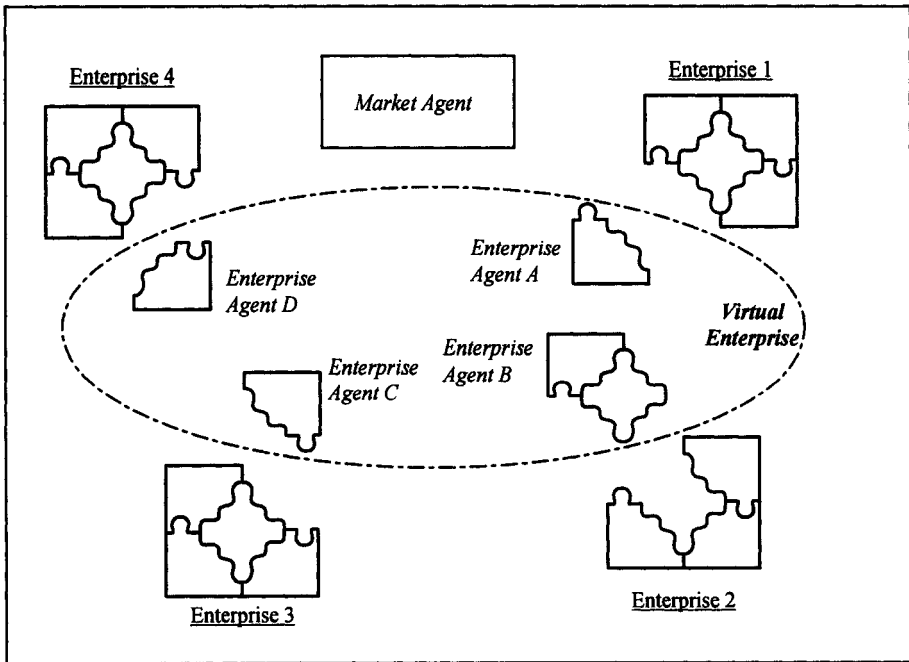 Enterprise 4
Market Agent
Enterprise 1
Enterprise
Agent A
Enterprise
Agent D
Virtual
Enterprise
Enterprise
Agent B
Enterprise
Agent C
Enterprise 3
Enterprise 2